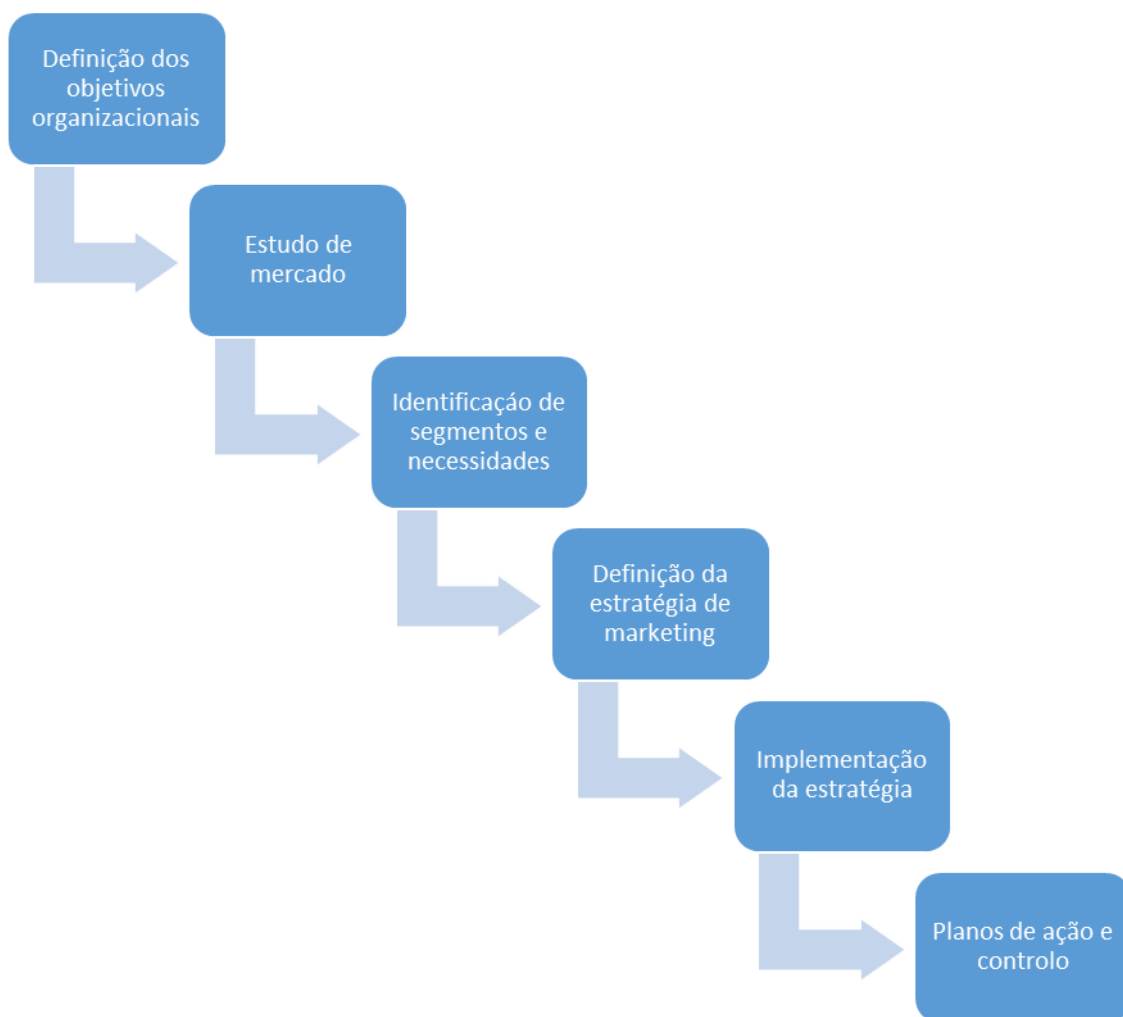 Definição dos
objetivos
organizacionais
Estudo de
mercado
Identificaçáo de
segmentos e
necessidades
Definição da
estratégia de
marketing
Implementação
da estratégia
Planos de ação e
controlo